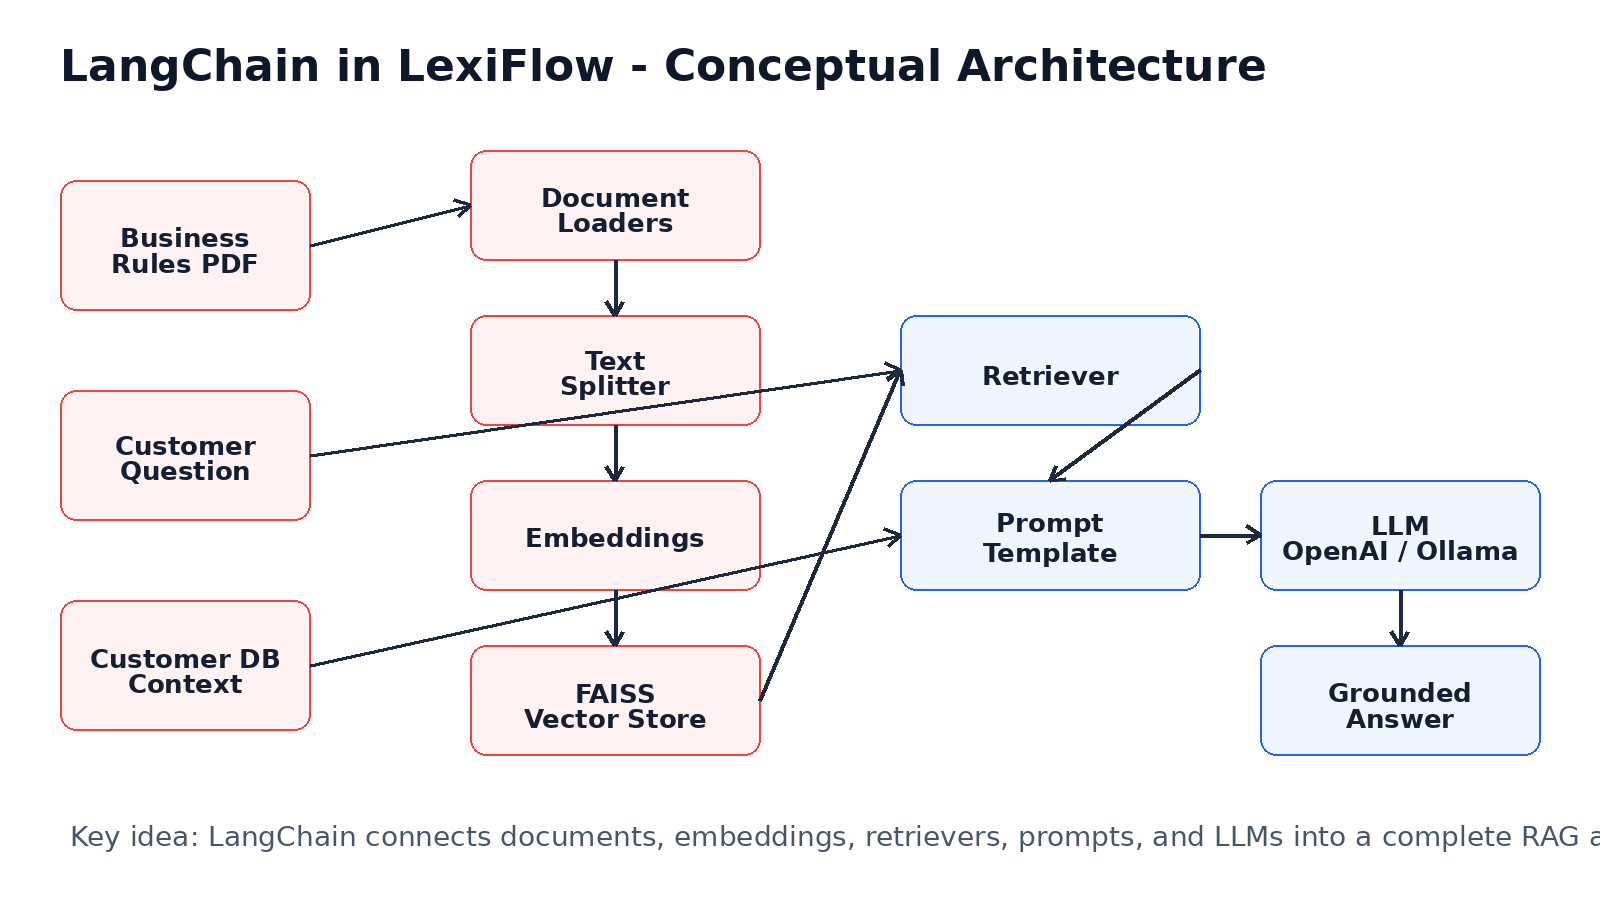 LangChain in LexiFlow - Conceptual Architecture
Business
Rules PDF
Document
Loaders
Text
Splitter
Retriever
Customer
Question
Embeddings
Prompt
Template
LLM
OpenAI / Ollama
Customer DB
Context
FAISS
Vector Store
Grounded
Answer
Key idea: LangChain connects documents, embeddings, retrievers, prompts, and LLMs into a complete RAG